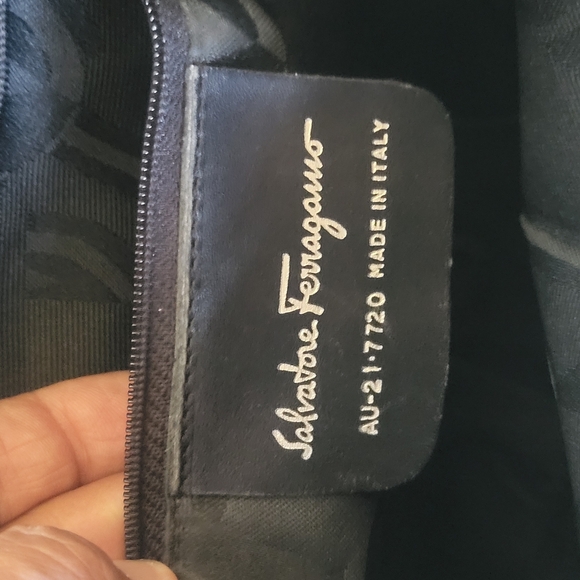 Salvatore Ferragamo
AU-21·7720 MADE IN ITALY